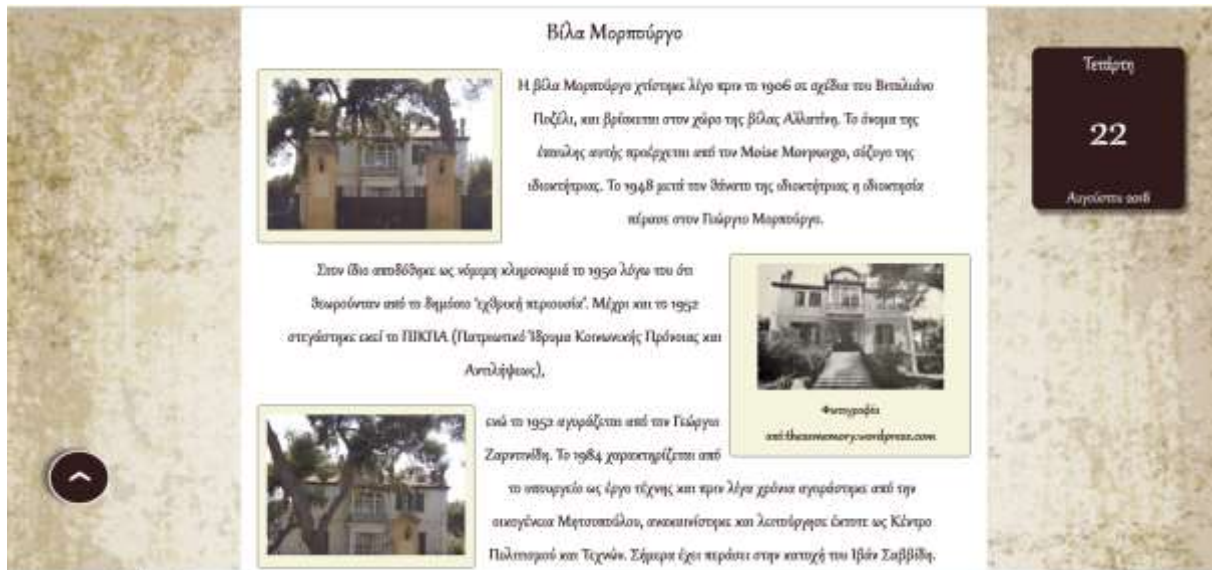 Βίλα Μορπούργο
Η βίλα Μορπούργο χτίστηκε λίγο πριν το 1906 σε σχέδια του Βιταλιάνο
Ποζέλι, και βρίσκεται στον χώρο της βίλας Αλλατίνη. Το όνομα της
έπαυλης αυτής προέρχεται από τον Moise Morpurgo, σύζυγο της
ιδιοκτήτριας. Το 1948 μετά τον θάνατο της ιδιοκτήτριας η ιδιοκτησία
πέρασε στον Γιώργιο Μορπούργο.
Στον ίδιο αποδόθηκε ως νόμιμη κληρονομιά το 1950 λόγω του ότι
θεωρούνταν από το δημόσιο 'εχθρική περιουσία'. Μέχρι και το 1952
στεγάστηκε εκεί το ΠΙΚΠΑ (Πατριωτικό Ίδρυμα Κοινωνικής Πρόνοιας και
Αντιλήψεως),
Φωτογραφία
από thessmemory.wordpress.com
ενώ το 1952 αγοράζεται από τον Γεώργιο
Ζαρντινίδη. Το 1984 χαρακτηρίζεται από
το υπουργείο ως έργο τέχνης και πριν λίγα χρόνια αγοράστηκε από την
οικογένεια Μητσοπούλου, ανακαινίστηκε και λειτούργησε έκτοτε ως Κέντρο
Πολιτισμού και Τεχνών. Σήμερα έχει περάσει στην κατοχή του Ιβάν Σαββίδη.
Τετάρτη
22
Αυγούστου 2018